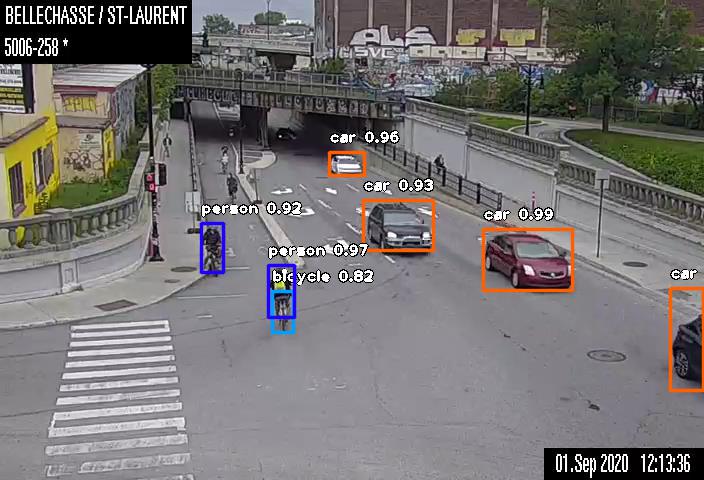 BELLECHASSE / ST-LAURENT
5006-258 *
car 0.96
car 0.93
person 0.92
car 0.99
person 0.97
bicycle 0.82
car
01.Sep 2020 12:13:36